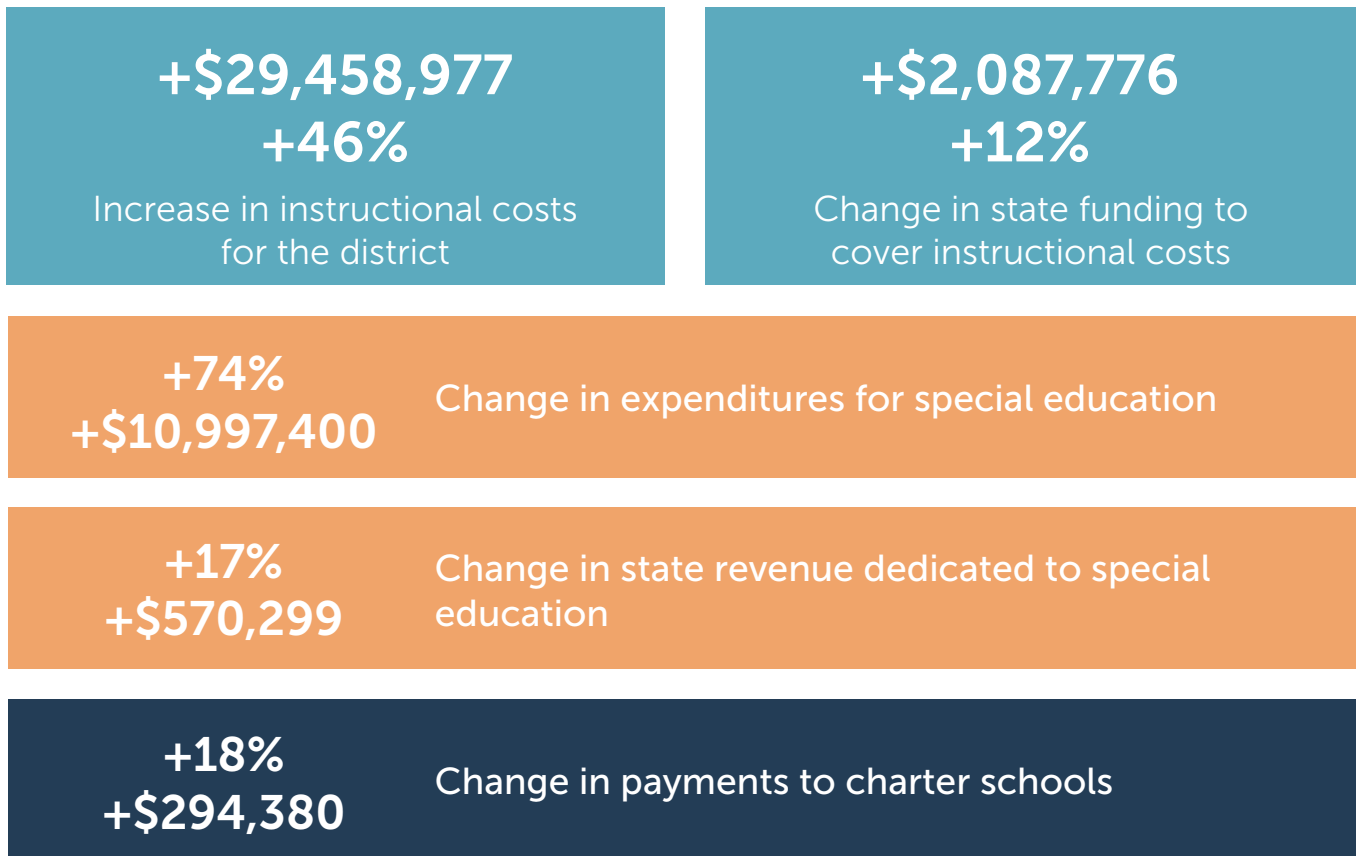 +$29,458,977
+46%
Increase in instructional costs
for the district
+$2,087,776
+12%
Change in state funding to
cover instructional costs
+74%
+$10,997,400
Change in expenditures for special education
+17%
+$570,299
Change in state revenue dedicated to special
education
+18%
+$294,380
Change in payments to charter schools